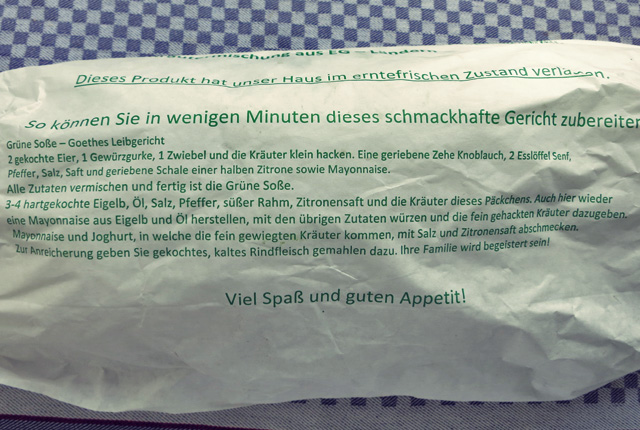 aus EG – Ländern
Dieses Produkt hat unser Haus im erntefrischen Zustand verlassen.
So können Sie in wenigen Minuten dieses schmackhafte Gericht zubereiten
Grüne Soße – Goethes Leibgericht
2 gekochte Eier, 1 Gewürzgurke, 1 Zwiebel und die Kräuter klein hacken. Eine geriebene Zehe Knoblauch, 2 Esslöffel Senf,
Pfeffer, Salz, Saft und geriebene Schale einer halben Zitrone sowie Mayonnaise.
Alle Zutaten vermischen und fertig ist die Grüne Soße.
3-4 hartgekochte Eigelb, Öl, Salz, Pfeffer, süßer Rahm, Zitronensaft und die Kräuter dieses Päckchens. Auch hier wieder
eine Mayonnaise aus Eigelb und Öl herstellen, mit den übrigen Zutaten würzen und die fein gehackten Kräuter dazugeben.
Mayonnaise und Joghurt, in welche die fein gewiegten Kräuter kommen, mit Salz und Zitronensaft abschmecken.
Zur Anreicherung geben Sie gekochtes, kaltes Rindfleisch gemahlen dazu. Ihre Familie wird begeistert sein!
Viel Spaß und guten Appetit!